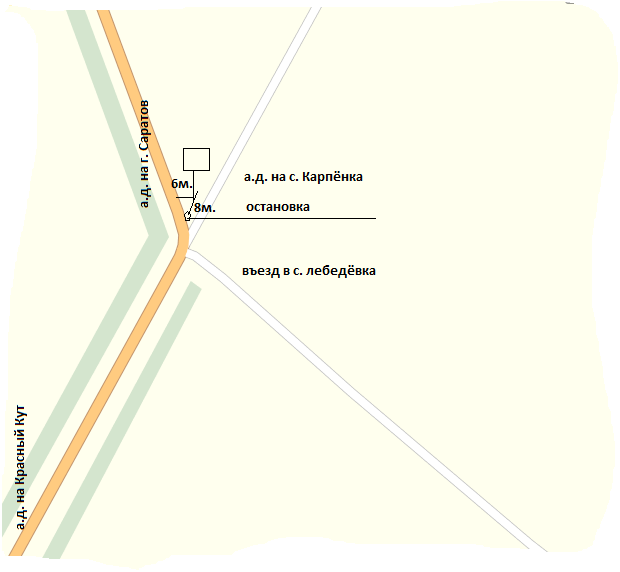 а.д. на г. Саратов
6м.
а.д. на с. Карпёнка
8м.
остановка
въезд в с. лебедёвка
а.д. на Красный Кут